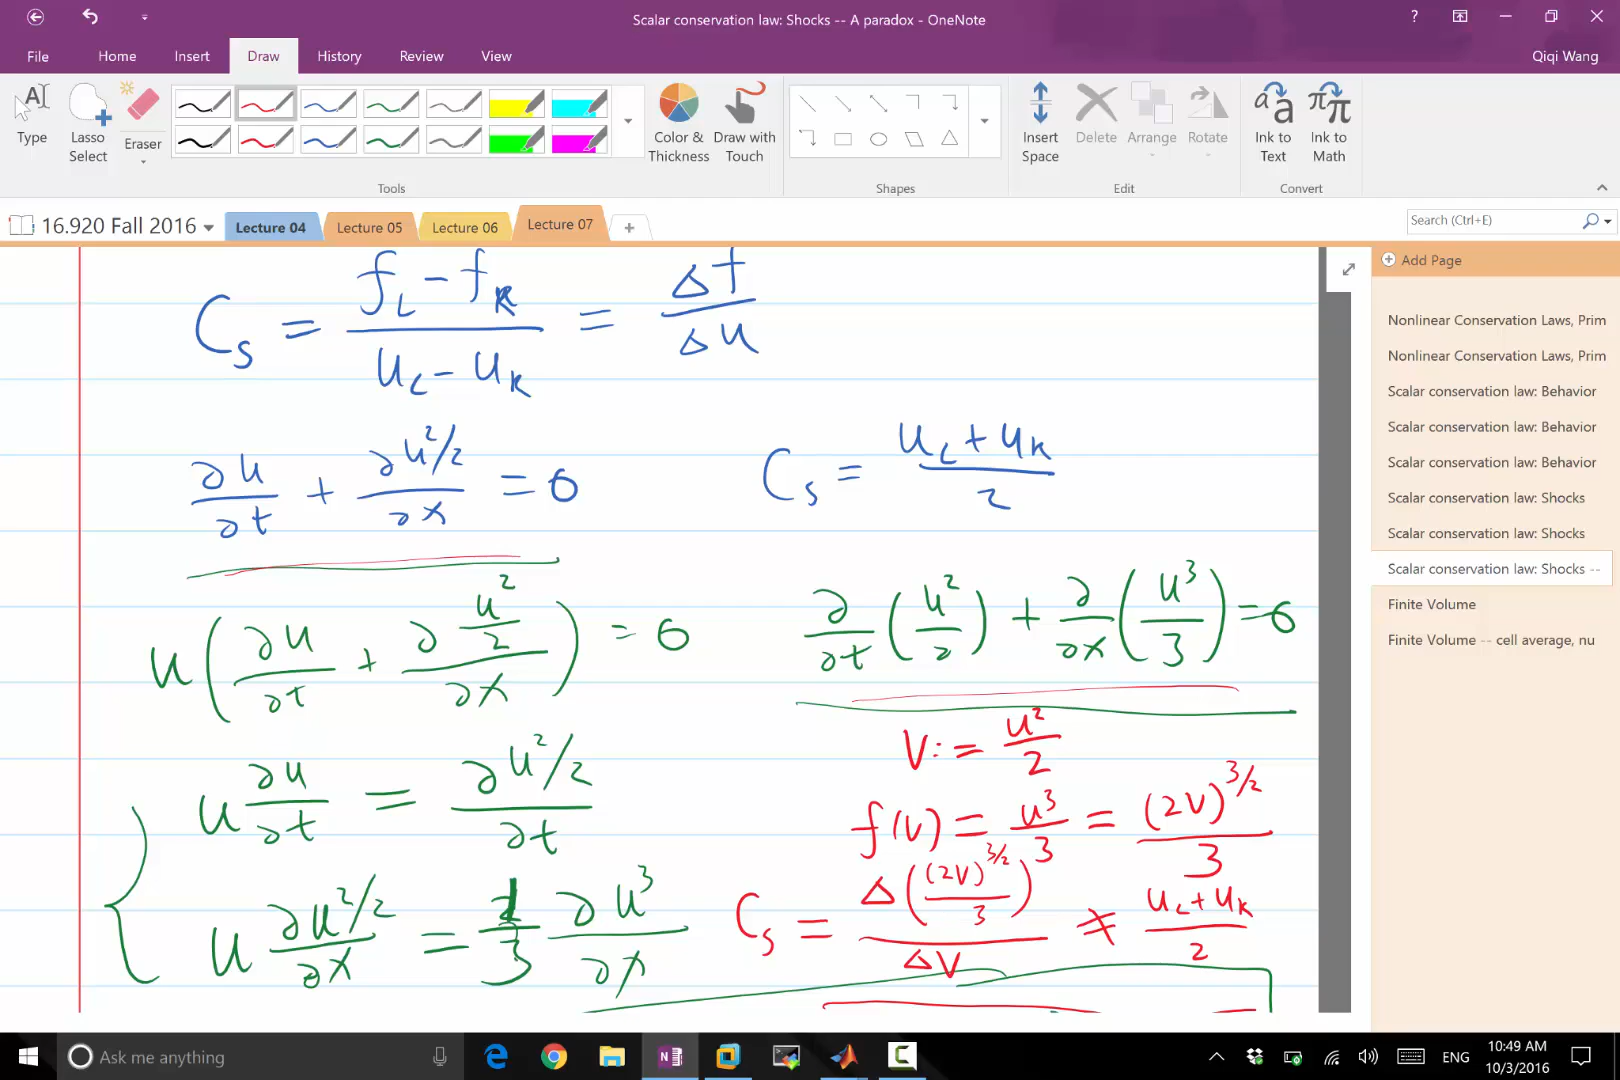 Scalar conservation law: Shocks -- A paradox - OneNote
?
File Home Insert Draw History Review View
Qiqi Wang
Type
Lasso Select
Eraser
Color & Thickness
Draw with Touch
Insert Space
Delete
Arrange
Rotate
Ink to Text
Ink to Math
Tools
Shapes
Edit
Convert
16.920 Fall 2016
Lecture 04
Lecture 05
Lecture 06
Lecture 07
Search (Ctrl+E)
Add Page
Nonlinear Conservation Laws, Prim
Nonlinear Conservation Laws, Prim
Scalar conservation law: Behavior
Scalar conservation law: Behavior
Scalar conservation law: Behavior
Scalar conservation law: Shocks
Scalar conservation law: Shocks
Scalar conservation law: Shocks --
Finite Volume
Finite Volume -- cell average, nu
C_s = (f_L - f_R)/(u_L - u_R) = Δf/Δu
∂u/∂t + ∂u²/2/∂x = 0
C_s = (u_L + u_R)/2
u(∂u/∂t + ∂ u²/2 /∂x) = 0
∂/∂t (u²/2) + ∂/∂x (u³/3) = 0
V := u²/2
u ∂u/∂t = ∂u²/2/∂t
f(V) = u³/3 = (2V)^3/2 / 3
u ∂u²/2/∂x = 1/3 ∂u³/∂x
C_s = Δ((2V)^3/2 / 3)/ΔV ≠ (u_L + u_R)/2
Ask me anything
ENG
10:49 AM
10/3/2016